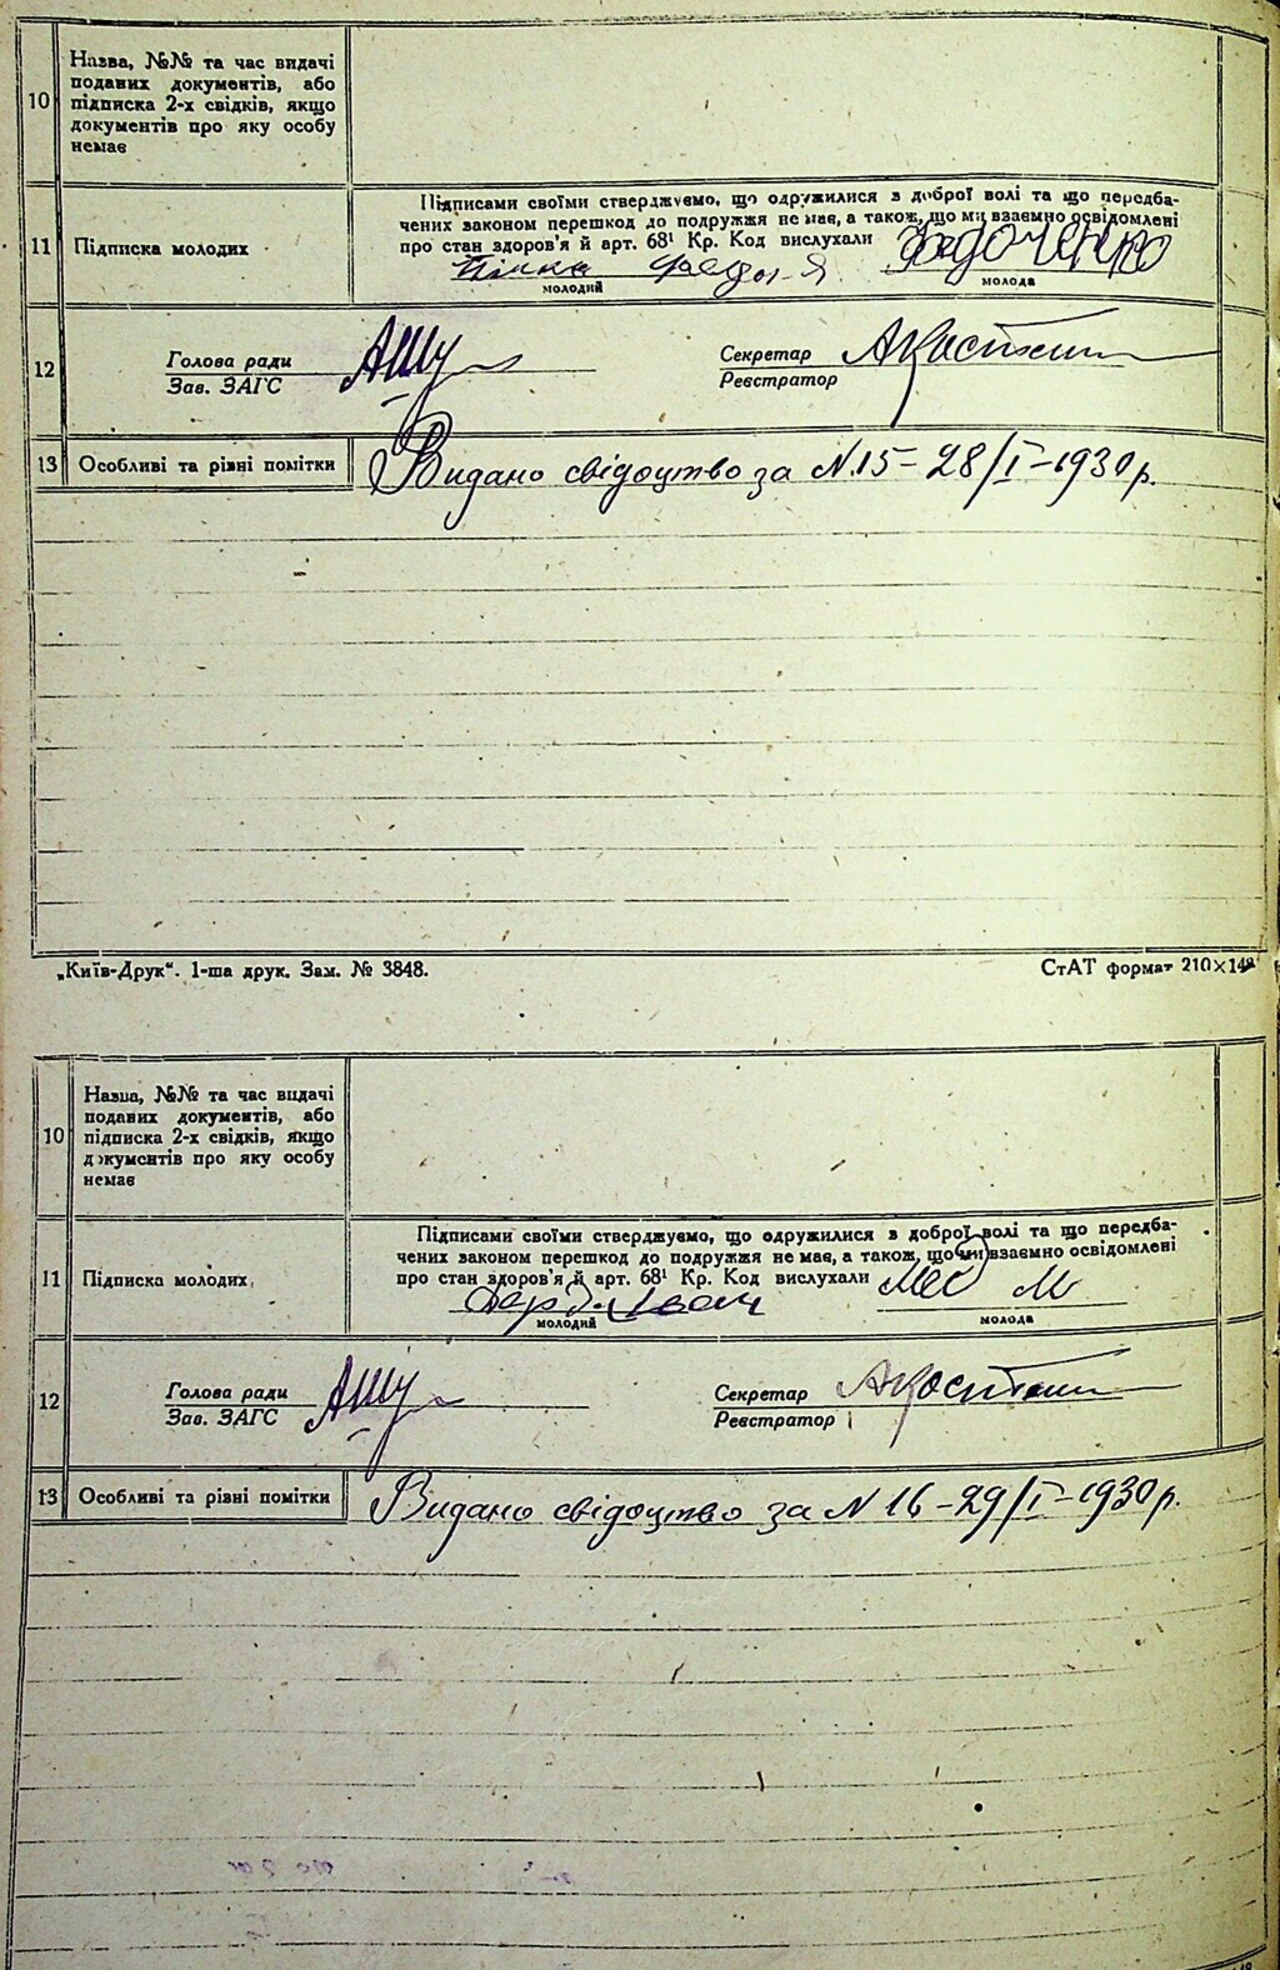 10
Назва, №№ та час видачі
поданих документів, або
підписка 2-х свідків, якщо
документів про яку особу
немає
11 Підписка молодих
Підписами своїми стверджуємо, що одружилися з доброї волі та що передба-
чених законом перешкод до подружжя не має, а також, що ми взаємно освідомлені
про стан здоров'я й арт. 68¹ Кр. Код вислухали
молодий молода
12
Голова ради Секретар
Зав. ЗАГС Реєстратор
13 Особливі та різні помітки Видано свідоцтво за N.15 – 28/I – 1930 р.
„Київ-Друк“. 1-ша друк. Зам. № 3848. СтАТ формат 210×148
10
Назва, №№ та час видачі
поданих документів, або
підписка 2-х свідків, якщо
документів про яку особу
немає
11 Підписка молодих
Підписами своїми стверджуємо, що одружилися з доброї волі та що передба-
чених законом перешкод до подружжя не має, а також, що ми взаємно освідомлені
про стан здоров'я й арт. 68¹ Кр. Код вислухали
Іван
молодий молода
12
Голова ради Секретар
Зав. ЗАГС Реєстратор
13 Особливі та різні помітки Видано свідоцтво за N 16 – 29/I – 1930 р.